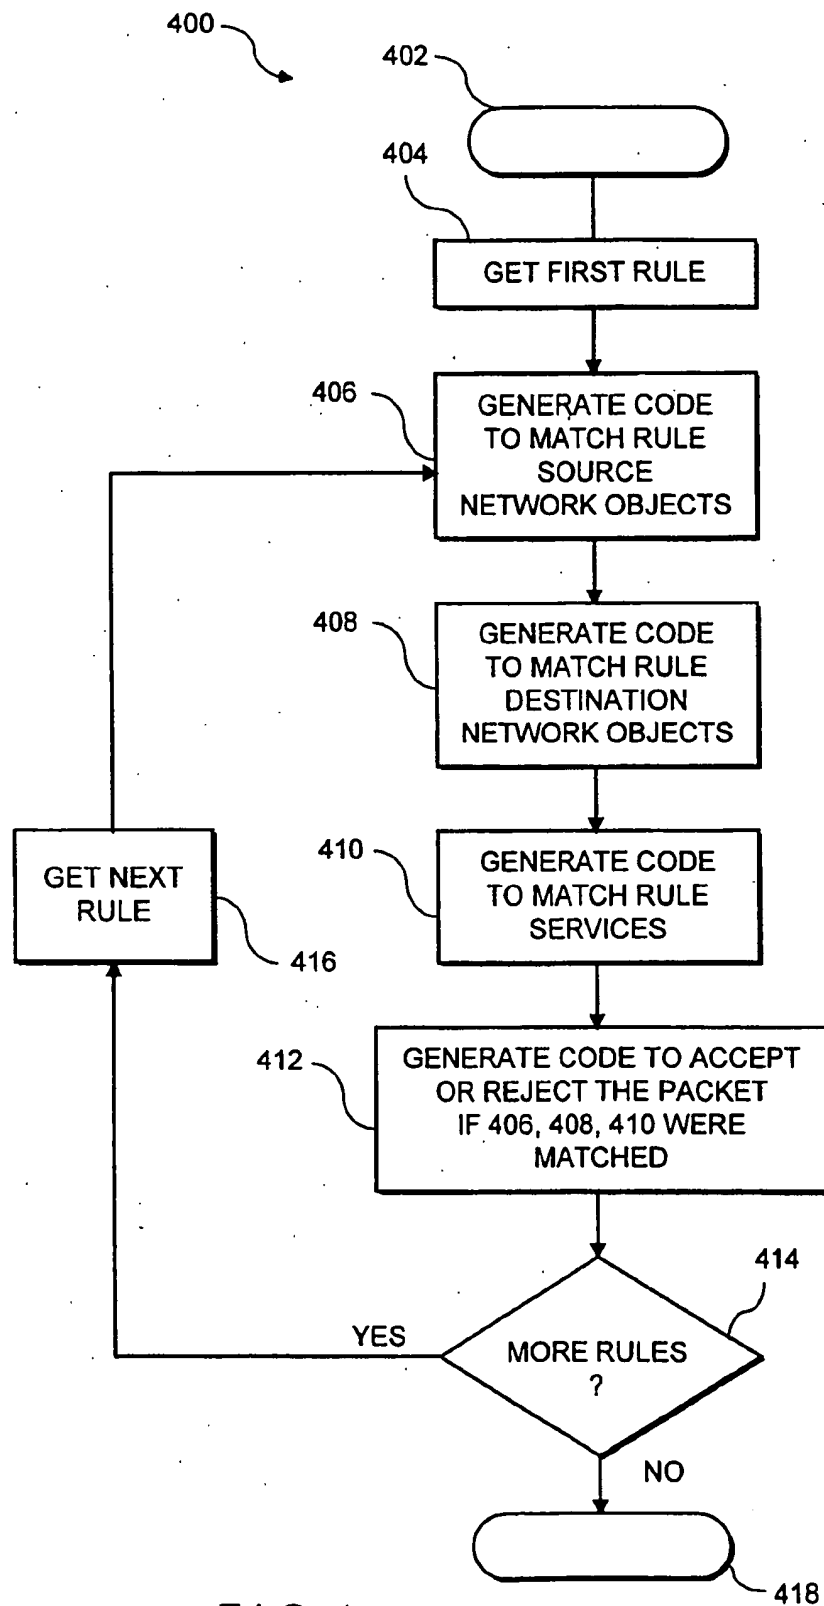 400
402
404
GET FIRST RULE
406
GENERATE CODE
TO MATCH RULE
SOURCE
NETWORK OBJECTS
408
GENERATE CODE
TO MATCH RULE
DESTINATION
NETWORK OBJECTS
410
GENERATE CODE
TO MATCH RULE
SERVICES
GET NEXT
RULE
416
412
GENERATE CODE TO ACCEPT
OR REJECT THE PACKET
IF 406, 408, 410 WERE
MATCHED
414
YES
MORE RULES
?
NO
418